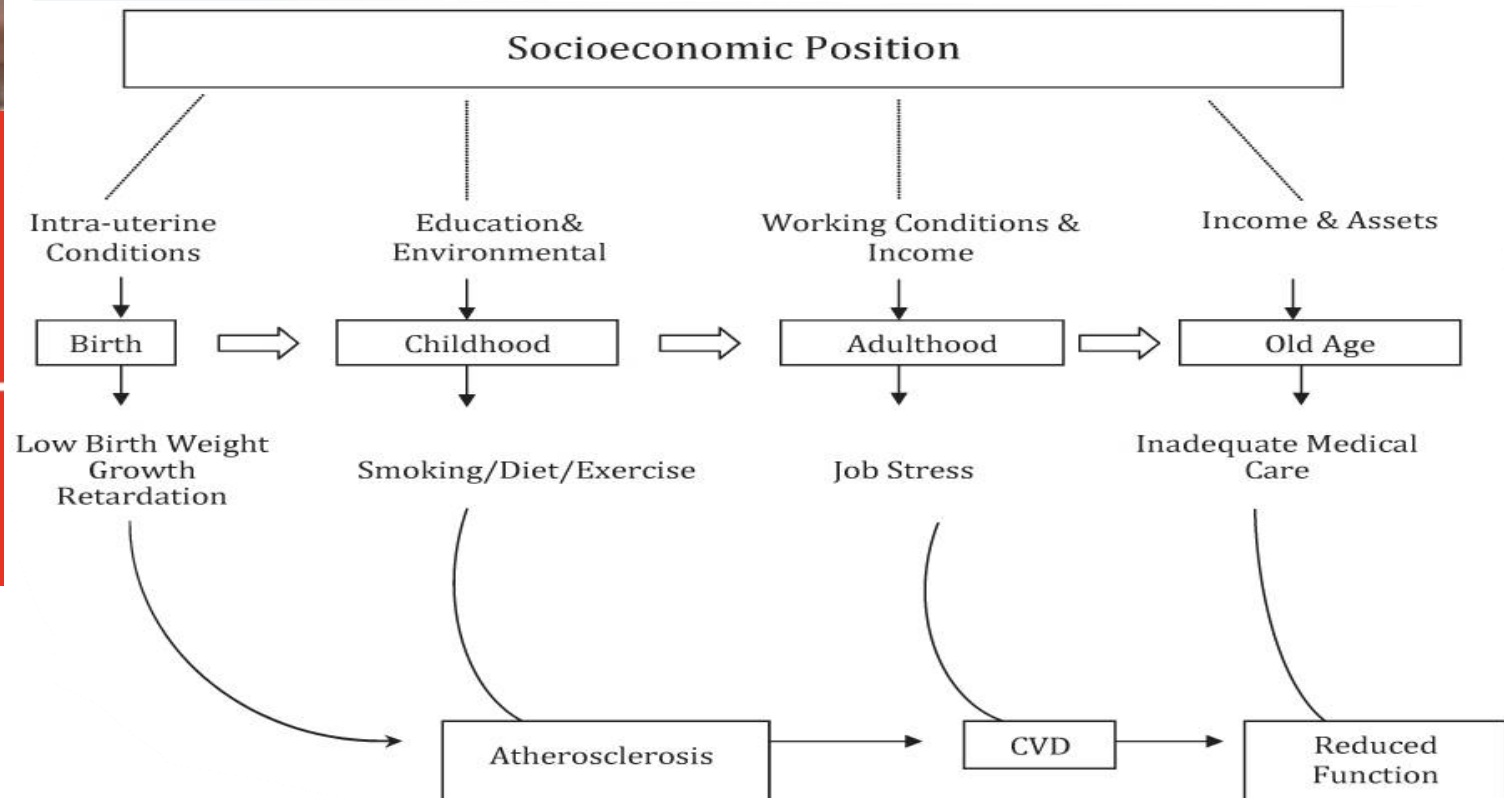 Socioeconomic Position
Intra-uterine
Conditions
Education&
Environmental
Working Conditions &
Income
Income & Assets
Birth
Childhood
Adulthood
Old Age
Low Birth Weight
Growth
Retardation
Smoking/Diet/Exercise
Job Stress
Inadequate Medical
Care
Atherosclerosis
CVD
Reduced
Function